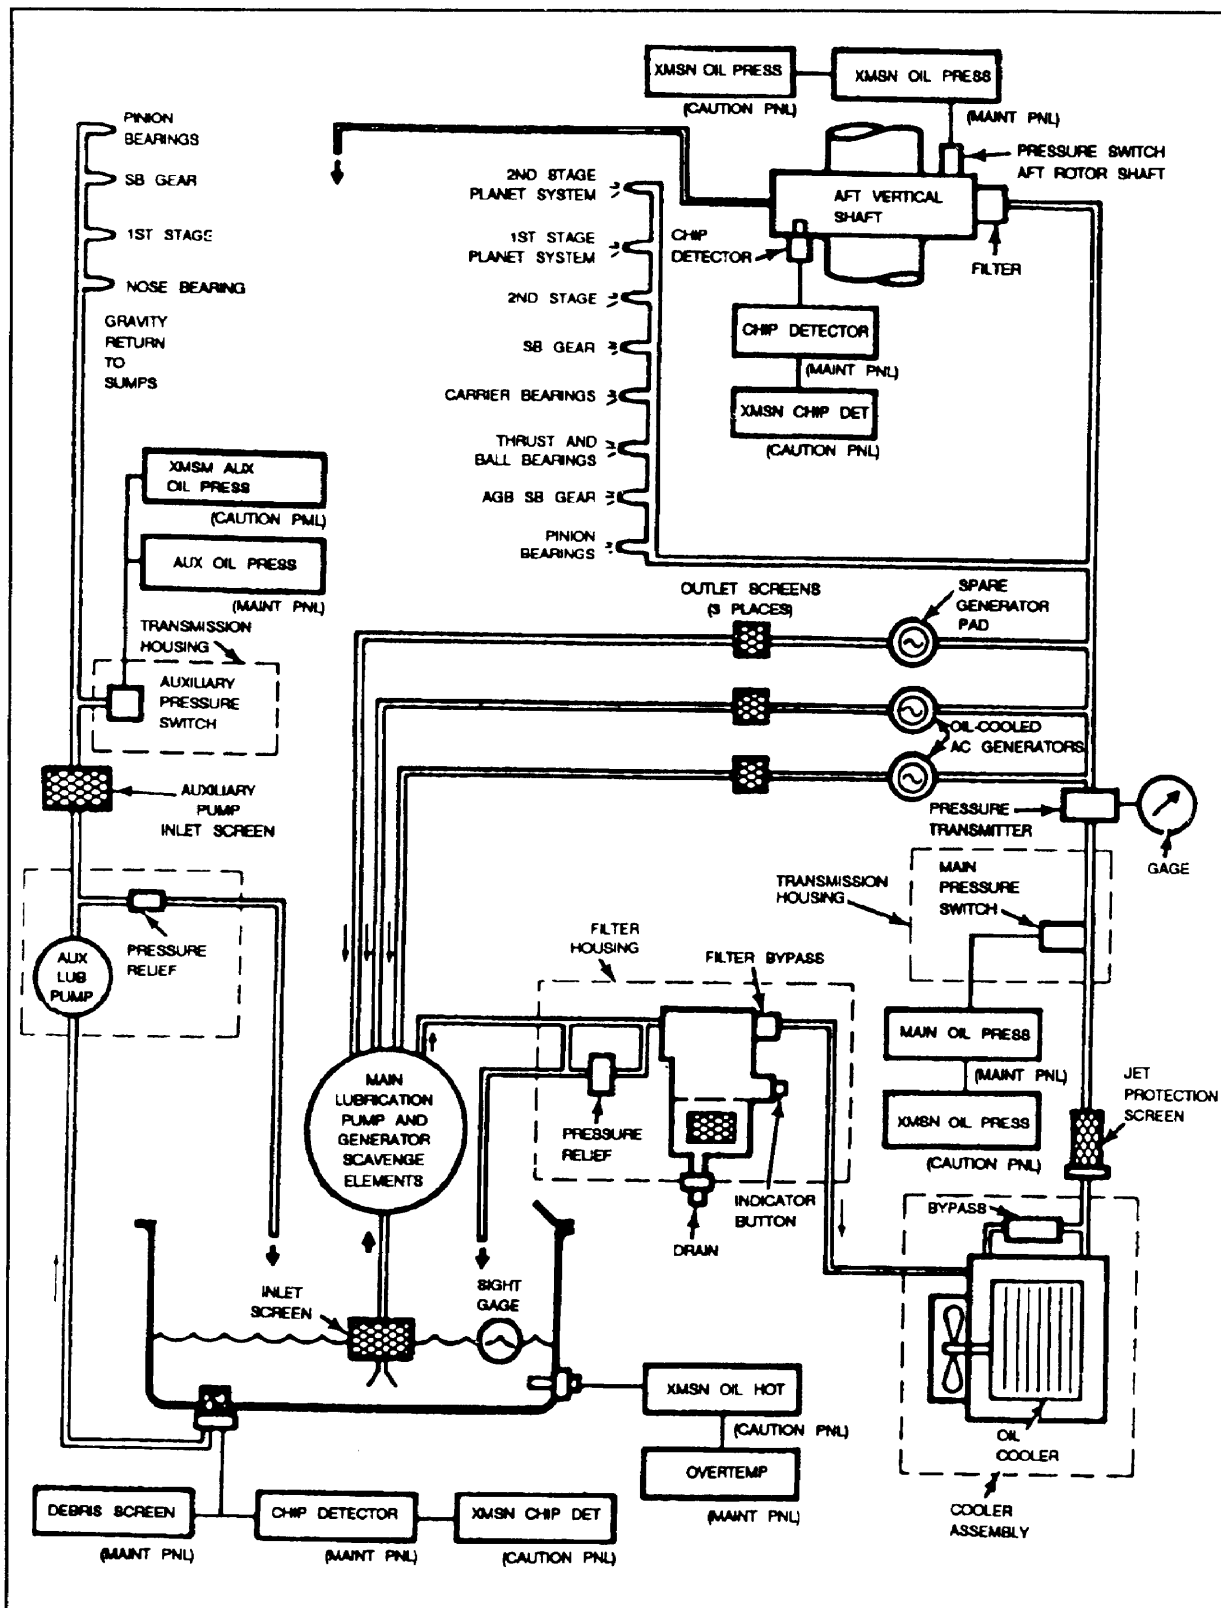 XMSN OIL PRESS
(CAUTION PNL)
XMSN OIL PRESS
(MAINT PNL)
PRESSURE SWITCH
AFT ROTOR SHAFT
PINION
BEARINGS
SB GEAR
1ST STAGE
NOSE BEARING
GRAVITY
RETURN
TO
SUMPS
2ND STAGE
PLANET SYSTEM
1ST STAGE
PLANET SYSTEM
2ND STAGE
SB GEAR
CARRIER BEARINGS
THRUST AND
BALL BEARINGS
AGB SB GEAR
PINION
BEARINGS
AFT VERTICAL
SHAFT
CHIP
DETECTOR
FILTER
CHIP DETECTOR
(MAINT PNL)
XMSN CHIP DET
(CAUTION PNL)
XMSM AUX
OIL PRESS
(CAUTION PML)
AUX OIL PRESS
(MAINT PNL)
TRANSMISSION
HOUSING
AUXILIARY
PRESSURE
SWITCH
AUXILIARY
PUMP
INLET SCREEN
OUTLET SCREENS
(3 PLACES)
SPARE
GENERATOR
PAD
OIL-COOLED
AC GENERATORS
PRESSURE
TRANSMITTER
GAGE
TRANSMISSION
HOUSING
MAIN
PRESSURE
SWITCH
AUX
LUB
PUMP
PRESSURE
RELIEF
FILTER
HOUSING
FILTER BYPASS
MAIN
LUBRICATION
PUMP AND
GENERATOR
SCAVENGE
ELEMENTS
PRESSURE
RELIEF
INDICATOR
BUTTON
DRAIN
MAIN OIL PRESS
(MAINT PNL)
XMSN OIL PRESS
(CAUTION PNL)
JET
PROTECTION
SCREEN
BYPASS
INLET
SCREEN
SIGHT
GAGE
OIL
COOLER
COOLER
ASSEMBLY
XMSN OIL HOT
(CAUTION PNL)
OVERTEMP
(MAINT PNL)
DEBRIS SCREEN
(MAINT PNL)
CHIP DETECTOR
(MAINT PNL)
XMSN CHIP DET
(CAUTION PNL)